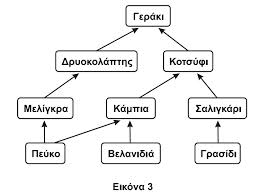 Γεράκι
Δρυοκολάπτης Κοτσύφι
Μελίγκρα Κάμπια Σαλιγκάρι
Πεύκο Βελανιδιά Γρασίδι
Εικόνα 3